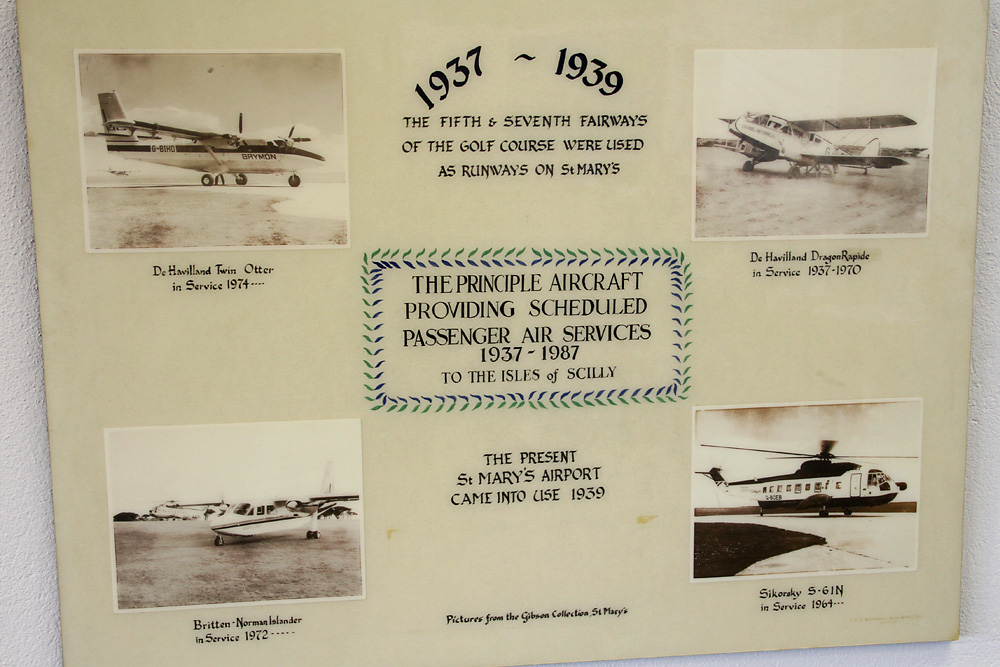 1937 ~ 1939
THE FIFTH & SEVENTH FAIRWAYS
OF THE GOLF COURSE WERE USED
AS RUNWAYS ON St MARY'S
G-BIHO
BRYMON
De Havilland Twin Otter
in Service 1974----
De Havilland Dragon Rapide
in Service 1937-1970
THE PRINCIPLE AIRCRAFT
PROVIDING SCHEDULED
PASSENGER AIR SERVICES
1937 - 1987
TO THE ISLES of SCILLY
THE PRESENT
St MARY'S AIRPORT
CAME INTO USE 1939
Britten-Norman Islander
in Service 1972-----
Sikorsky S-61N
in Service 1964---
Pictures from the Gibson Collection, St Mary's